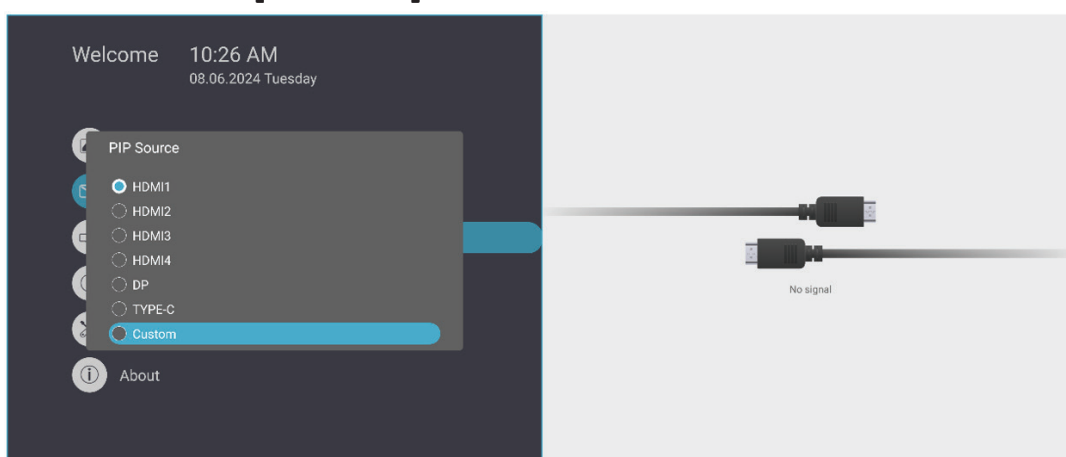 Welcome
10:26 AM
08.06.2024 Tuesday
PIP Source
HDMI1
HDMI2
HDMI3
HDMI4
DP
TYPE-C
Custom
About
No signal